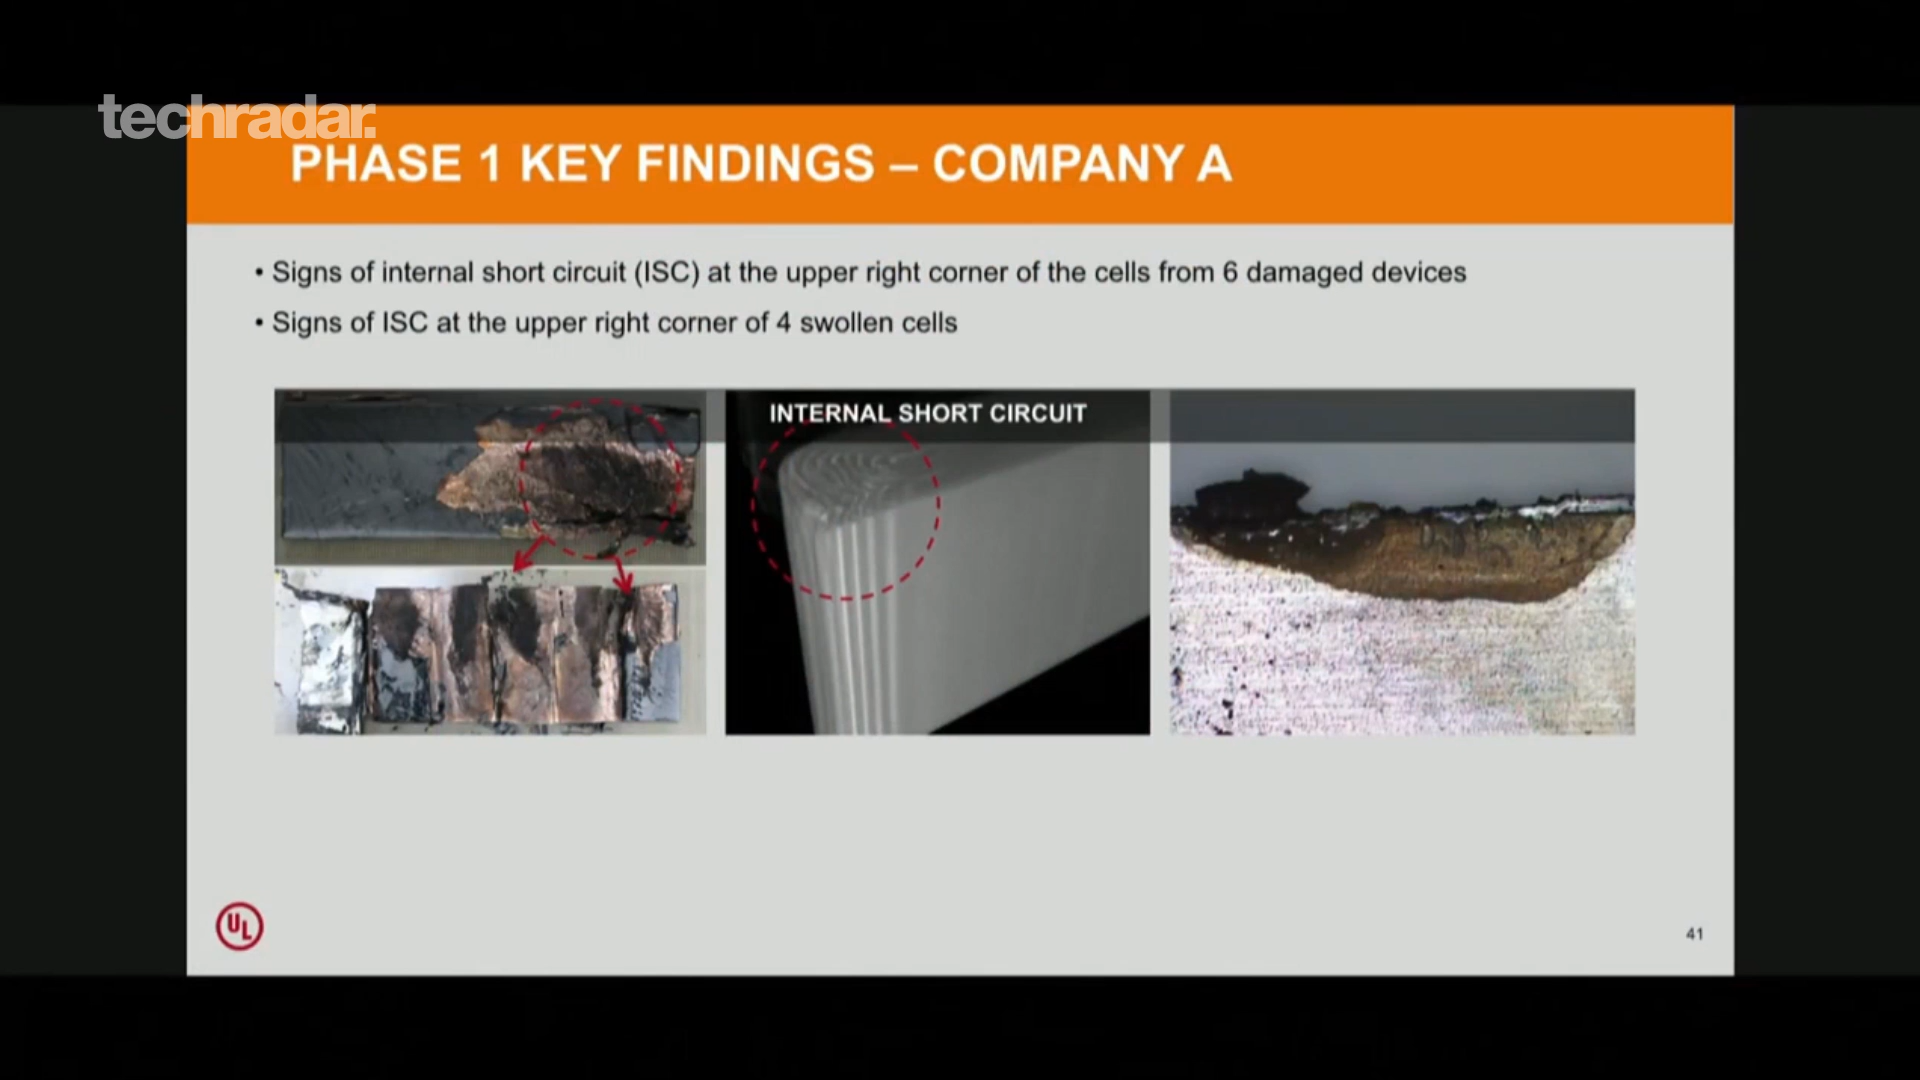 techradar.
PHASE 1 KEY FINDINGS – COMPANY A
• Signs of internal short circuit (ISC) at the upper right corner of the cells from 6 damaged devices
• Signs of ISC at the upper right corner of 4 swollen cells
INTERNAL SHORT CIRCUIT
UL
41